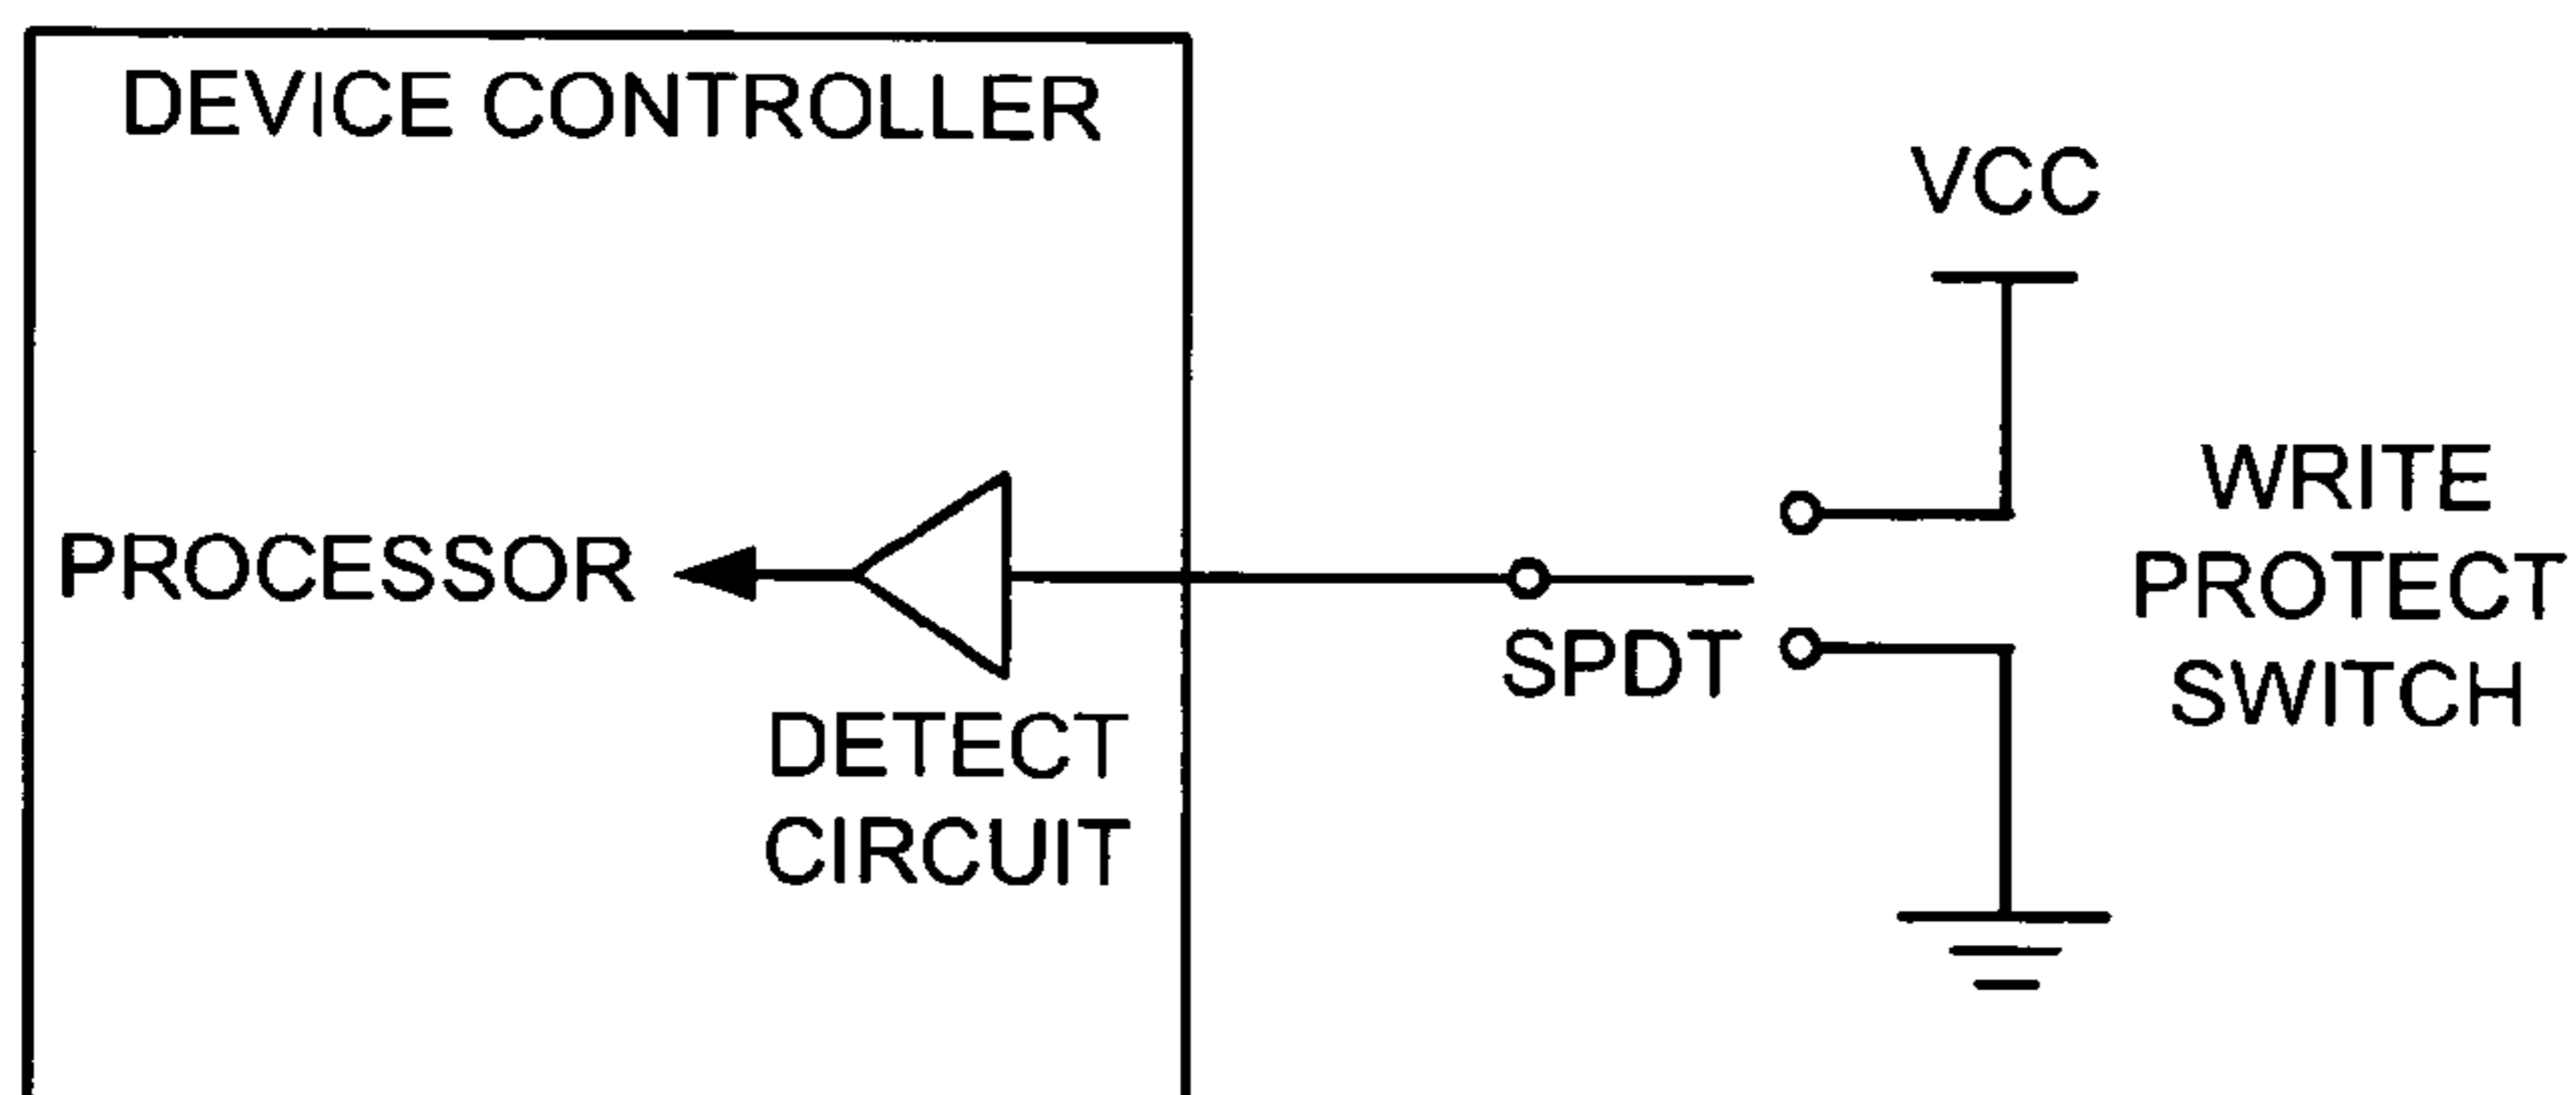 DEVICE CONTROLLER
VCC
WRITE
PROTECT
SWITCH
PROCESSOR
SPDT
DETECT
CIRCUIT